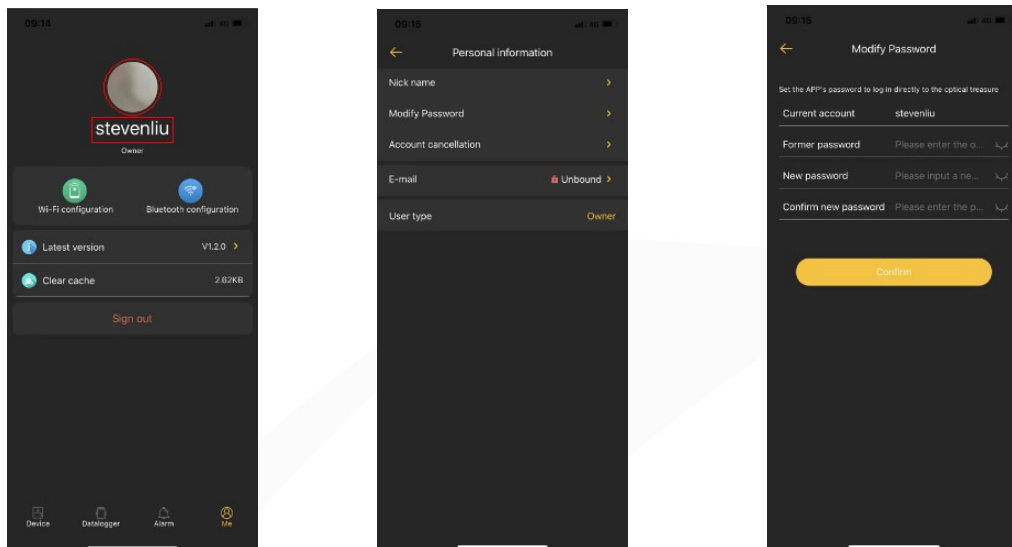 09:14
4G
stevenliu
Owner
Wi-Fi configuration
Bluetooth configuration
Latest version
V1.2.0 >
Clear cache
2.62KB
Sign out
Device
Datalogger
Alarm
Me
09:15
4G
Personal information
Nick name >
Modify Password >
Account cancellation >
E-mail
Unbound >
User type
Owner
09:15
4G
Modify Password
Set the APP's password to log in directly to the optical treasure
Current account
stevenliu
Former password
Please enter the o...
New password
Please input a ne...
Confirm new password
Please enter the p...
Confirm